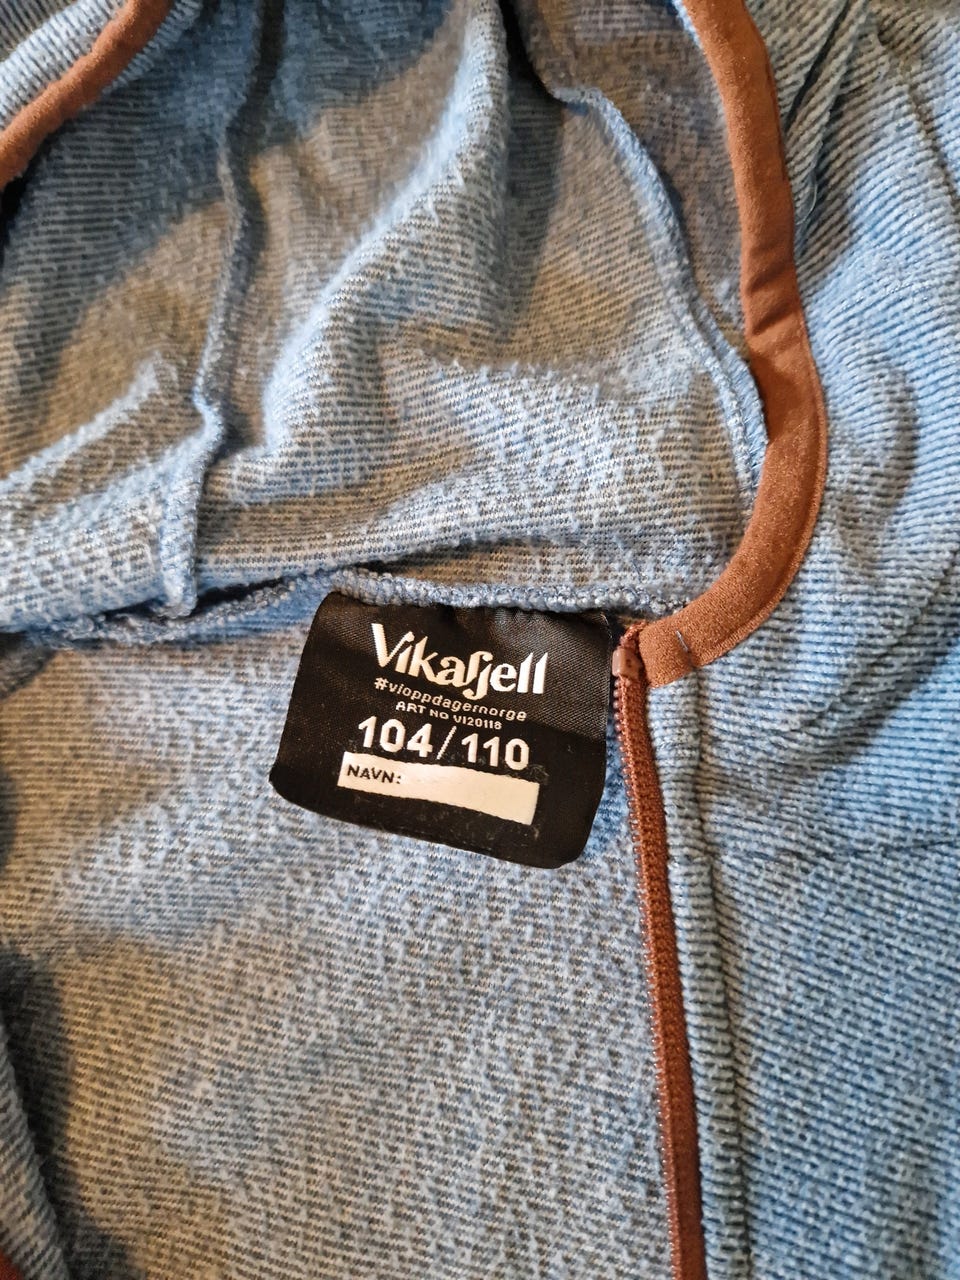 Vikafjell
#vioppdagernorge
ART NO VI20118
104/110
NAVN: